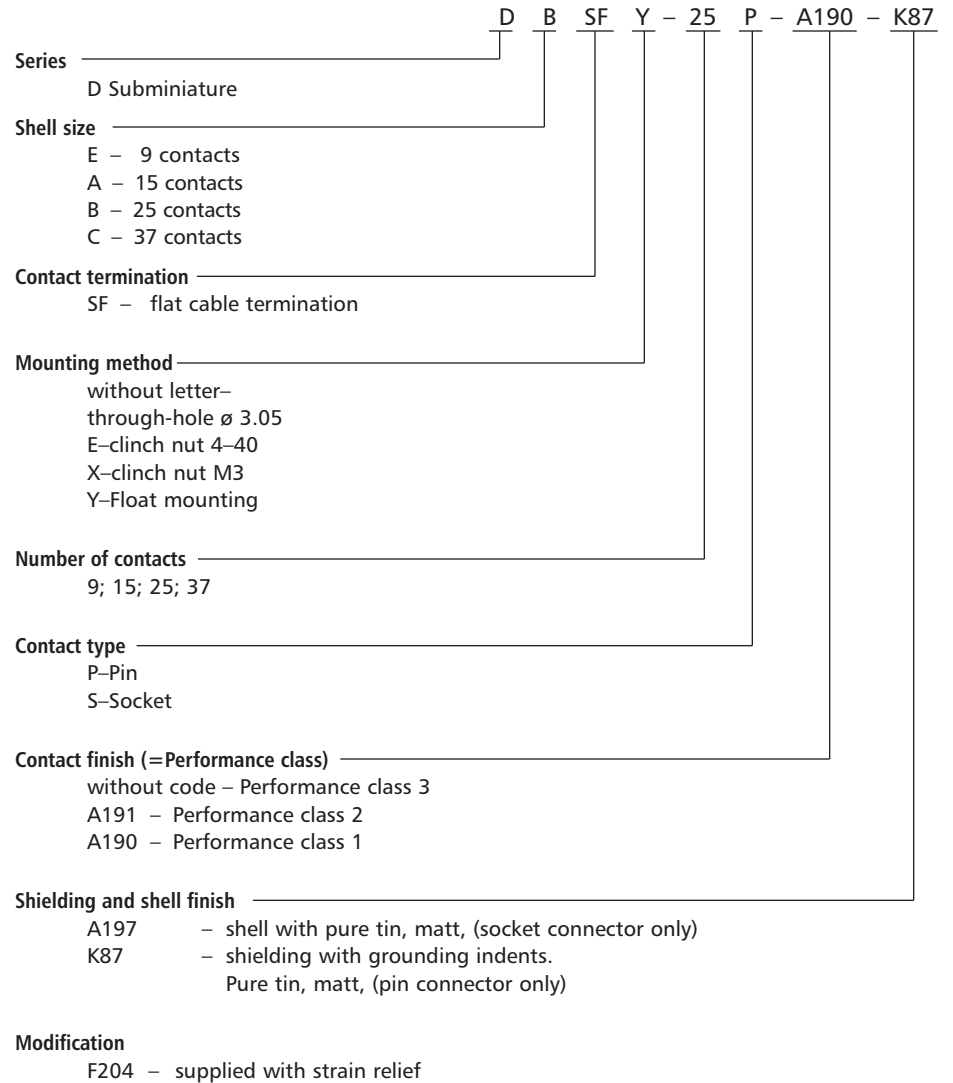 D B SF Y – 25 P – A190 – K87
Series
D Subminiature
Shell size
E – 9 contacts
A – 15 contacts
B – 25 contacts
C – 37 contacts
Contact termination
SF – flat cable termination
Mounting method
without letter–
through-hole ø 3.05
E–clinch nut 4–40
X–clinch nut M3
Y–Float mounting
Number of contacts
9; 15; 25; 37
Contact type
P–Pin
S–Socket
Contact finish (=Performance class)
without code – Performance class 3
A191 – Performance class 2
A190 – Performance class 1
Shielding and shell finish
A197 – shell with pure tin, matt, (socket connector only)
K87 – shielding with grounding indents.
Pure tin, matt, (pin connector only)
Modification
F204 – supplied with strain relief